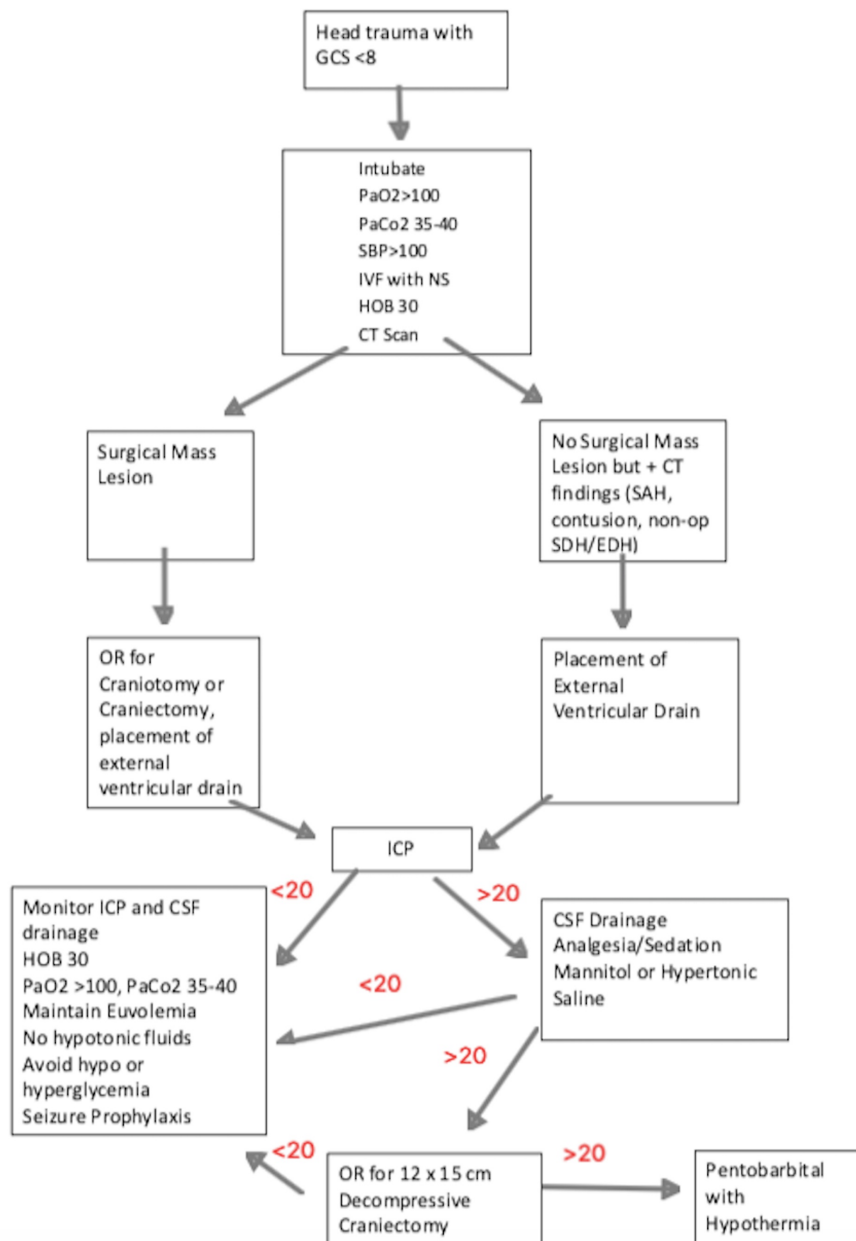 Head trauma with
GCS <8
Intubate
PaO2>100
PaCo2 35-40
SBP>100
IVF with NS
HOB 30
CT Scan
Surgical Mass
Lesion
No Surgical Mass
Lesion but + CT
findings (SAH,
contusion, non-op
SDH/EDH)
OR for
Craniotomy or
Craniectomy,
placement of
external
ventricular drain
Placement of
External
Ventricular Drain
ICP
<20
>20
Monitor ICP and CSF
drainage
HOB 30
PaO2 >100, PaCo2 35-40
Maintain Euvolemia
No hypotonic fluids
Avoid hypo or
hyperglycemia
Seizure Prophylaxis
CSF Drainage
Analgesia/Sedation
Mannitol or Hypertonic
Saline
<20
>20
<20
OR for 12 x 15 cm
Decompressive
Craniectomy
>20
Pentobarbital
with
Hypothermia